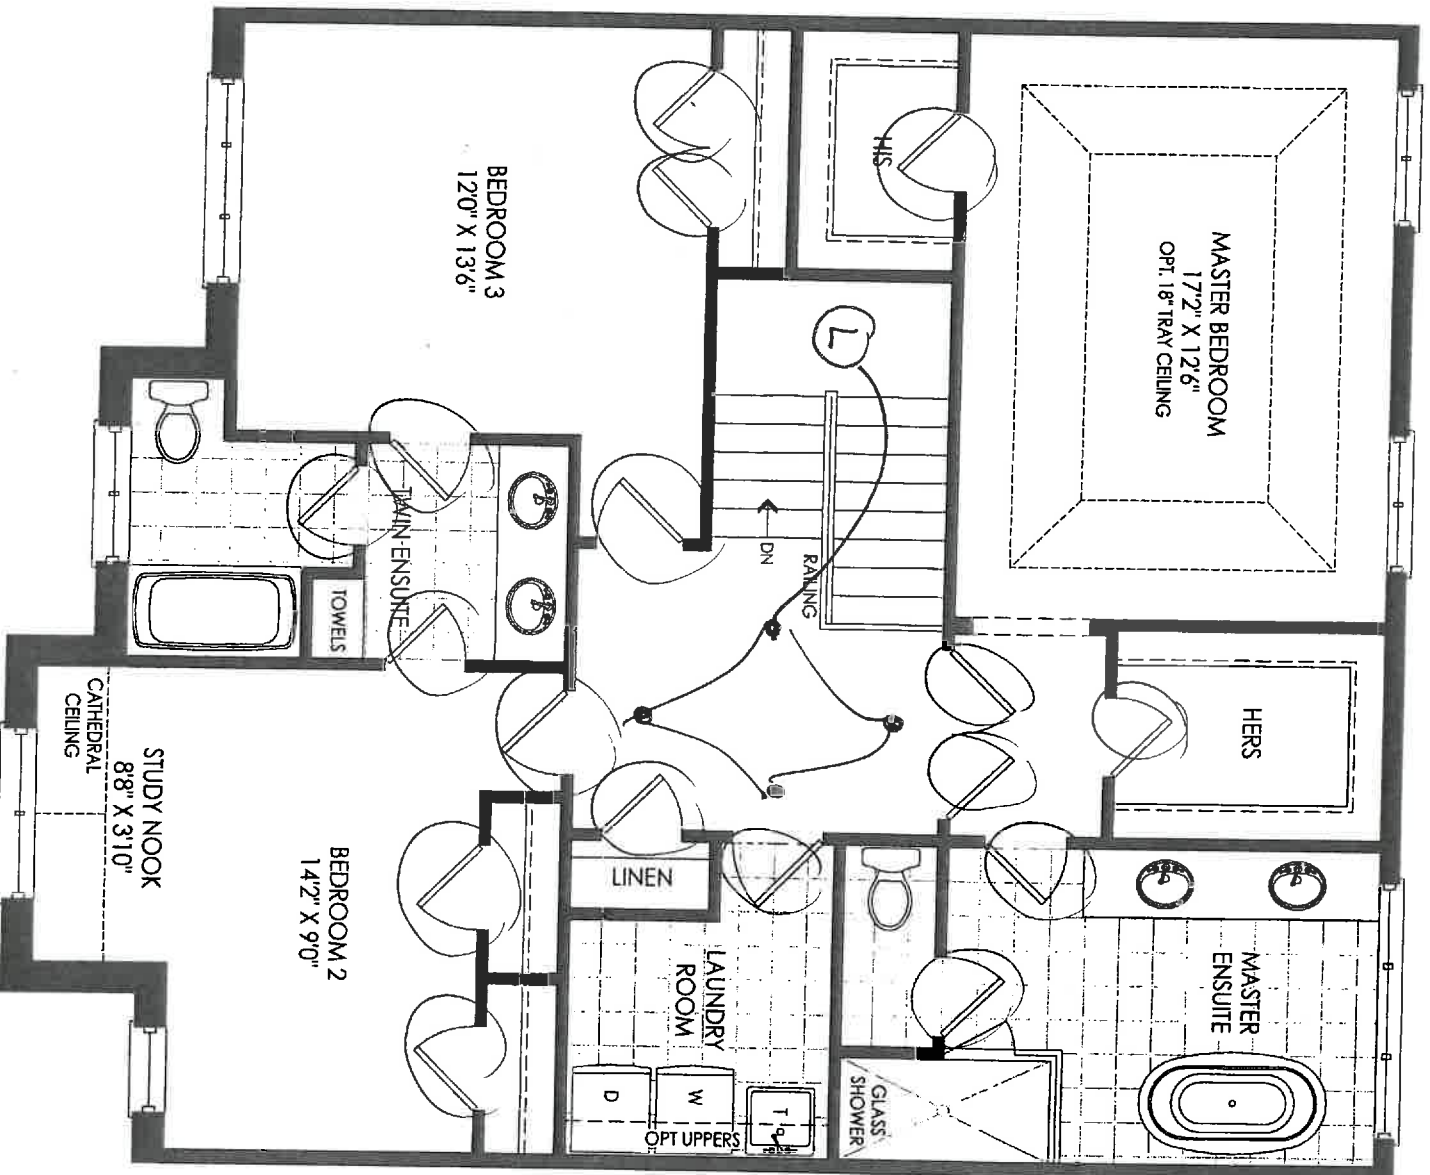 HIS
MASTER BEDROOM
17'2" X 12'6"
OPT. 18" TRAY CEILING
BEDROOM 3
12'0" X 13'6"
L
DN
RAILING
TWIN-ENSUITE
TOWELS
HERS
CATHEDRAL
CEILING
STUDY NOOK
8'8" X 3'10"
BEDROOM 2
14'2" X 9'0"
LINEN
LAUNDRY
ROOM
MASTER
ENSUITE
D
W
T
OPT UPPERS
GLASS
SHOWER